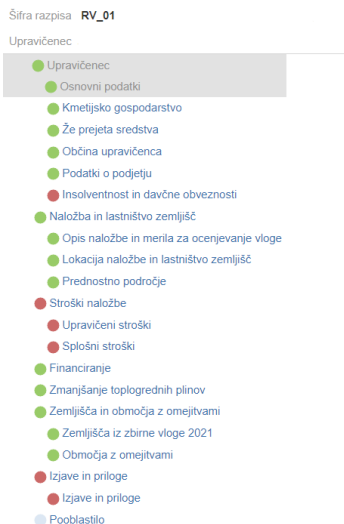 Šifra razpisa RV_01
Upravičenec
Upravičenec
Osnovni podatki
Kmetijsko gospodarstvo
Že prejeta sredstva
Občina upravičenca
Podatki o podjetju
Insolventnost in davčne obveznosti
Naložba in lastništvo zemljišč
Opis naložbe in merila za ocenjevanje vloge
Lokacija naložbe in lastništvo zemljišč
Prednostno področje
Stroški naložbe
Upravičeni stroški
Splošni stroški
Financiranje
Zmanjšanje toplogrednih plinov
Zemljišča in območja z omejitvami
Zemljišča iz zbirne vloge 2021
Območja z omejitvami
Izjave in priloge
Izjave in priloge
Pooblastilo